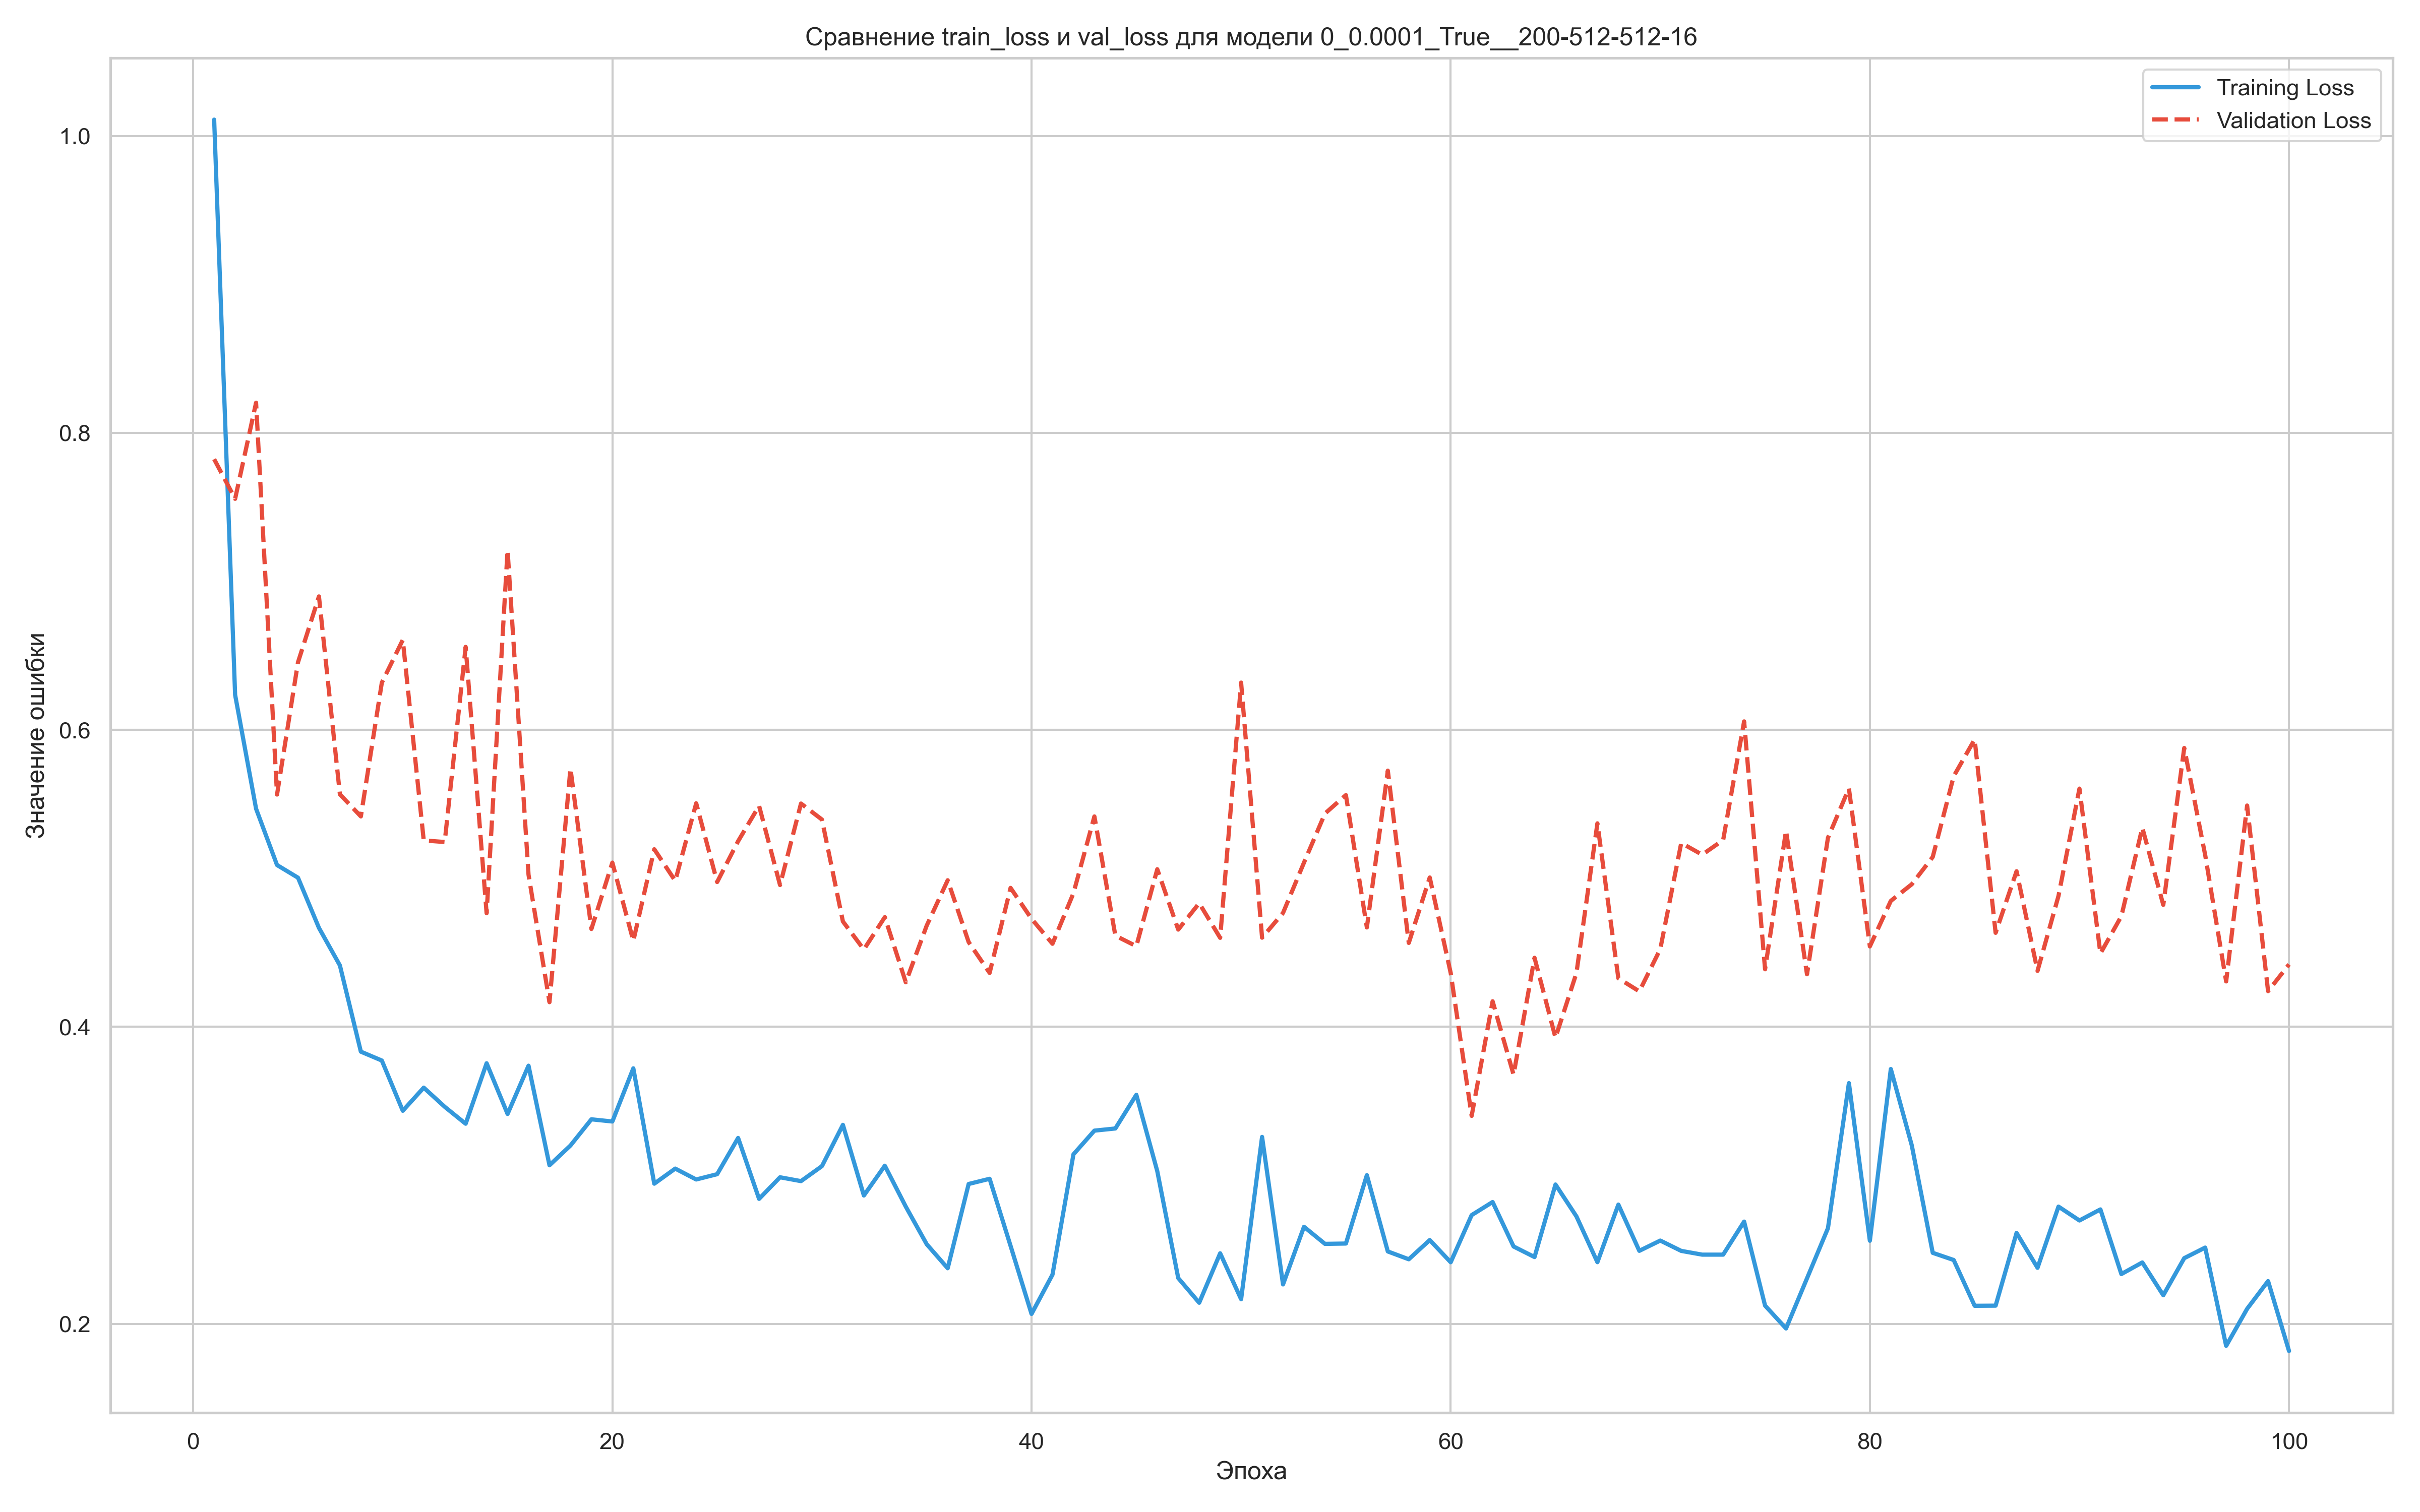 Сравнение train_loss и val_loss для модели 0_0.0001_True__200-512-512-16
Training Loss
Validation Loss
Значение ошибки
1.0
0.8
0.6
0.4
0.2
0
20
40
60
80
100
Эпоха